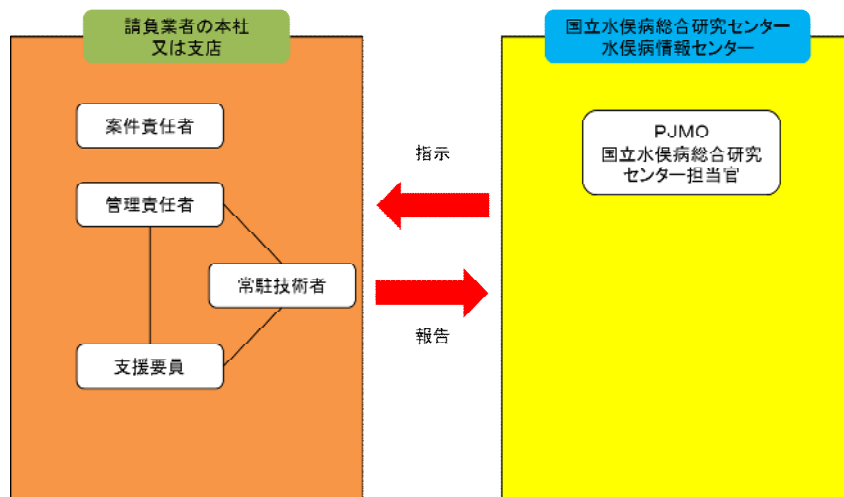 請負業者の本社
又は支店
案件責任者
管理責任者
常駐技術者
支援要員
指示
報告
国立水俣病総合研究センター
水俣病情報センター
PJMO
国立水俣病総合研究
センター担当官